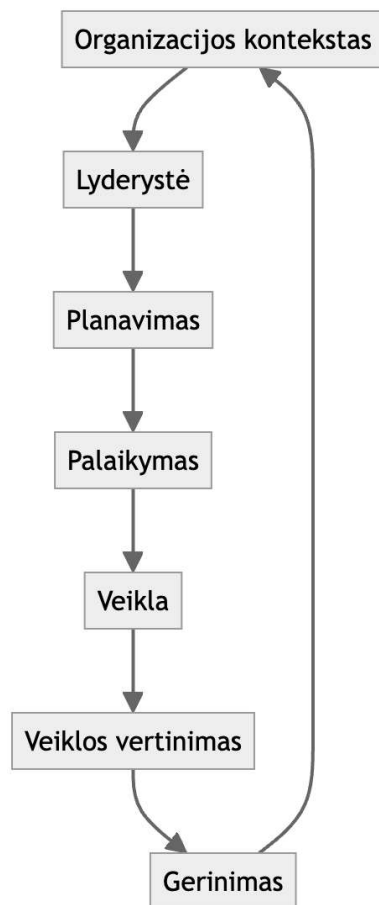 Organizacijos kontekstas
Lyderystė
Planavimas
Palaikymas
Veikla
Veiklos vertinimas
Gerinimas